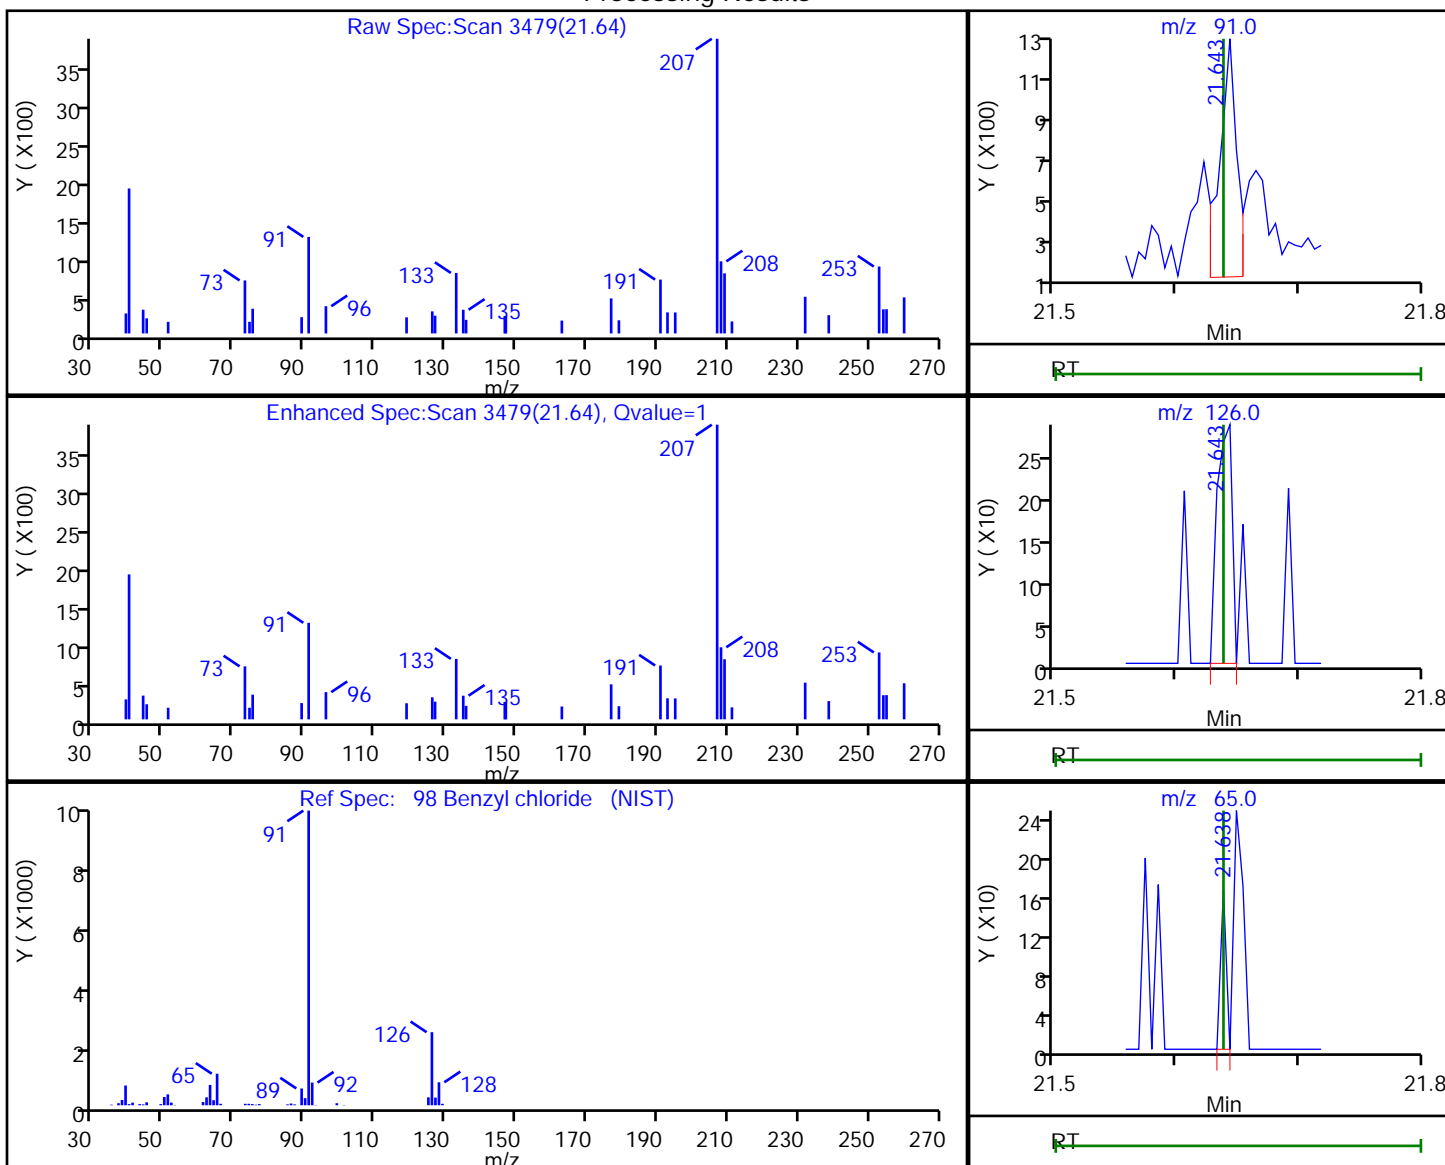 Processing Results
Raw Spec:Scan 3479(21.64)
Y ( X100)
35
30
25
20
15
10
5
0
207
91
73
96
133
135
191
208
253
30 50 70 90 110 130 150 170 190 210 230 250 270
m/z
m/z 91.0
Y ( X100)
13
11
9
7
5
3
1
21.643
21.5 21.8
Min
RT
Enhanced Spec:Scan 3479(21.64), Qvalue=1
Y ( X100)
35
30
25
20
15
10
5
0
207
91
73
96
133
135
191
208
253
30 50 70 90 110 130 150 170 190 210 230 250 270
m/z
m/z 126.0
Y ( X10)
25
20
15
10
5
0
21.643
21.5 21.8
Min
RT
Ref Spec: 98 Benzyl chloride (NIST)
Y ( X1000)
10
8
6
4
2
0
91
65
89
92
126
128
30 50 70 90 110 130 150 170 190 210 230 250 270
m/z
m/z 65.0
Y ( X10)
24
20
16
12
8
4
0
21.638
21.5 21.8
Min
RT